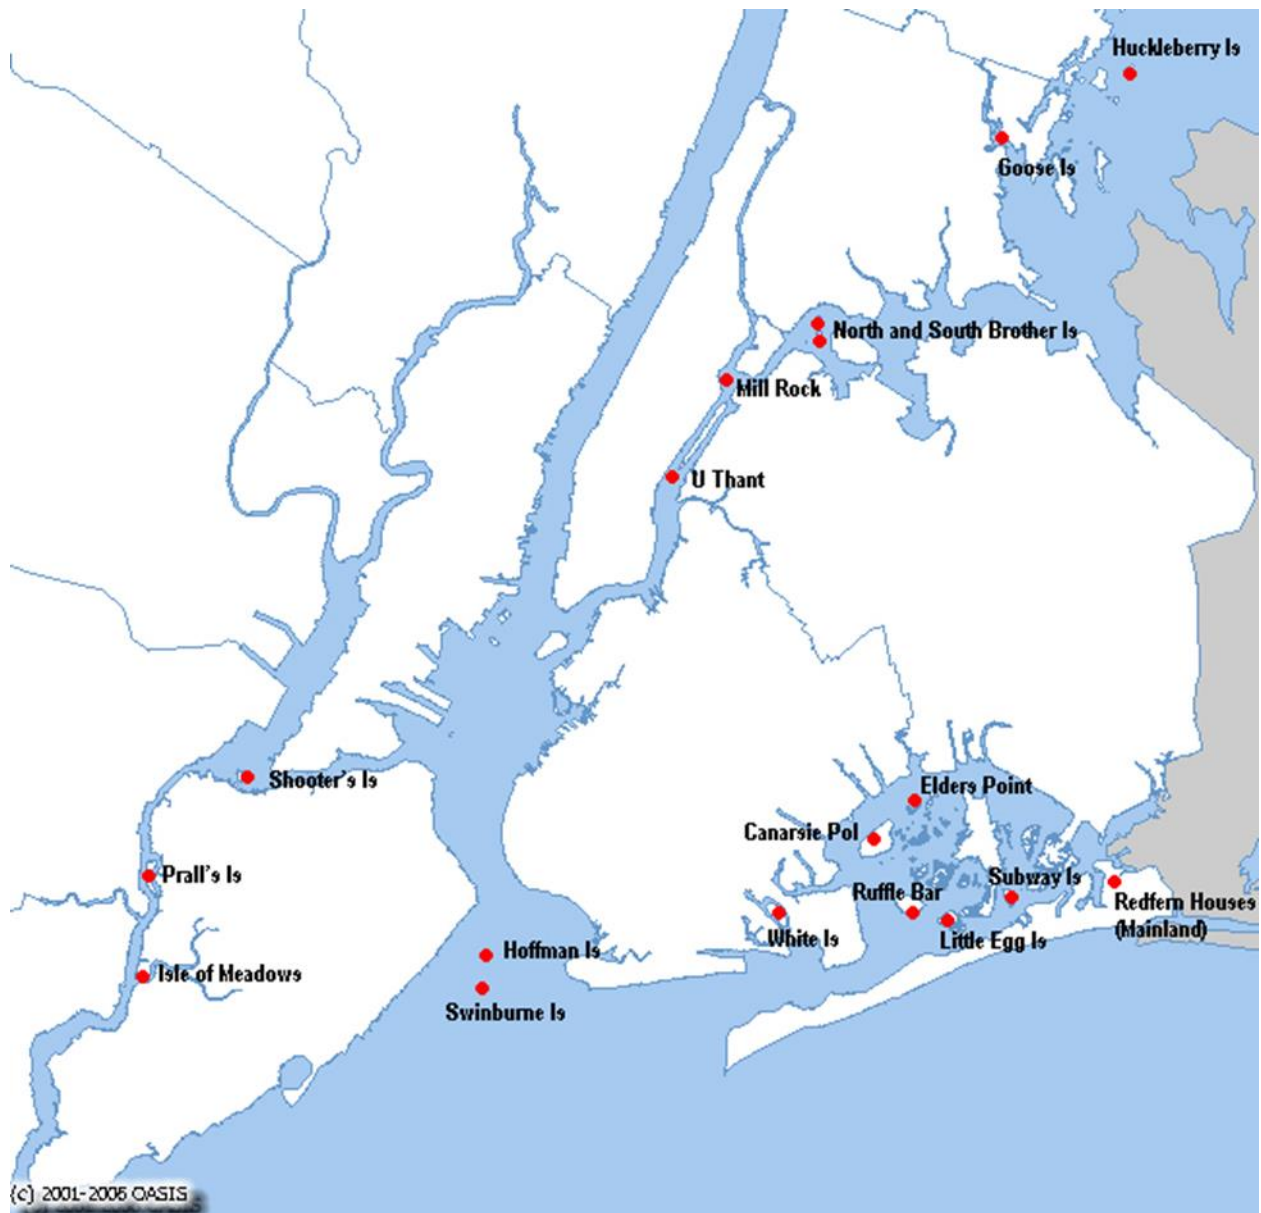 Huckleberry Is
Goose Is
North and South Brother Is
Mill Rock
U Thant
Shooter's Is
Elders Point
Canarsie Pol
Prall's Is
Subway Is
Ruffle Bar
Redfern Houses
(Mainland)
White Is
Little Egg Is
Hoffman Is
Isle of Meadows
Swinburne Is
(c) 2001-2006 OASIS